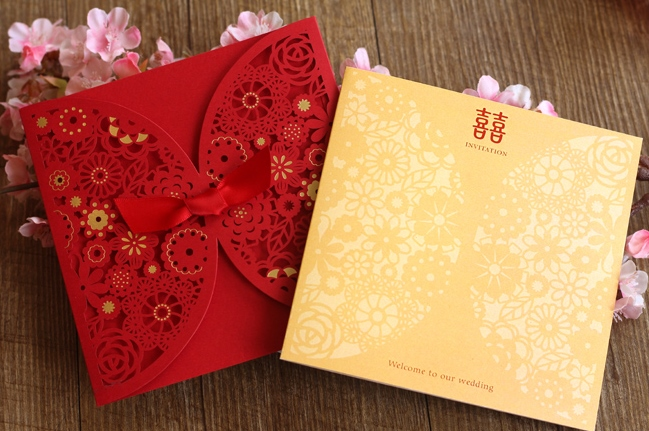 囍
INVITATION
Welcome to our wedding